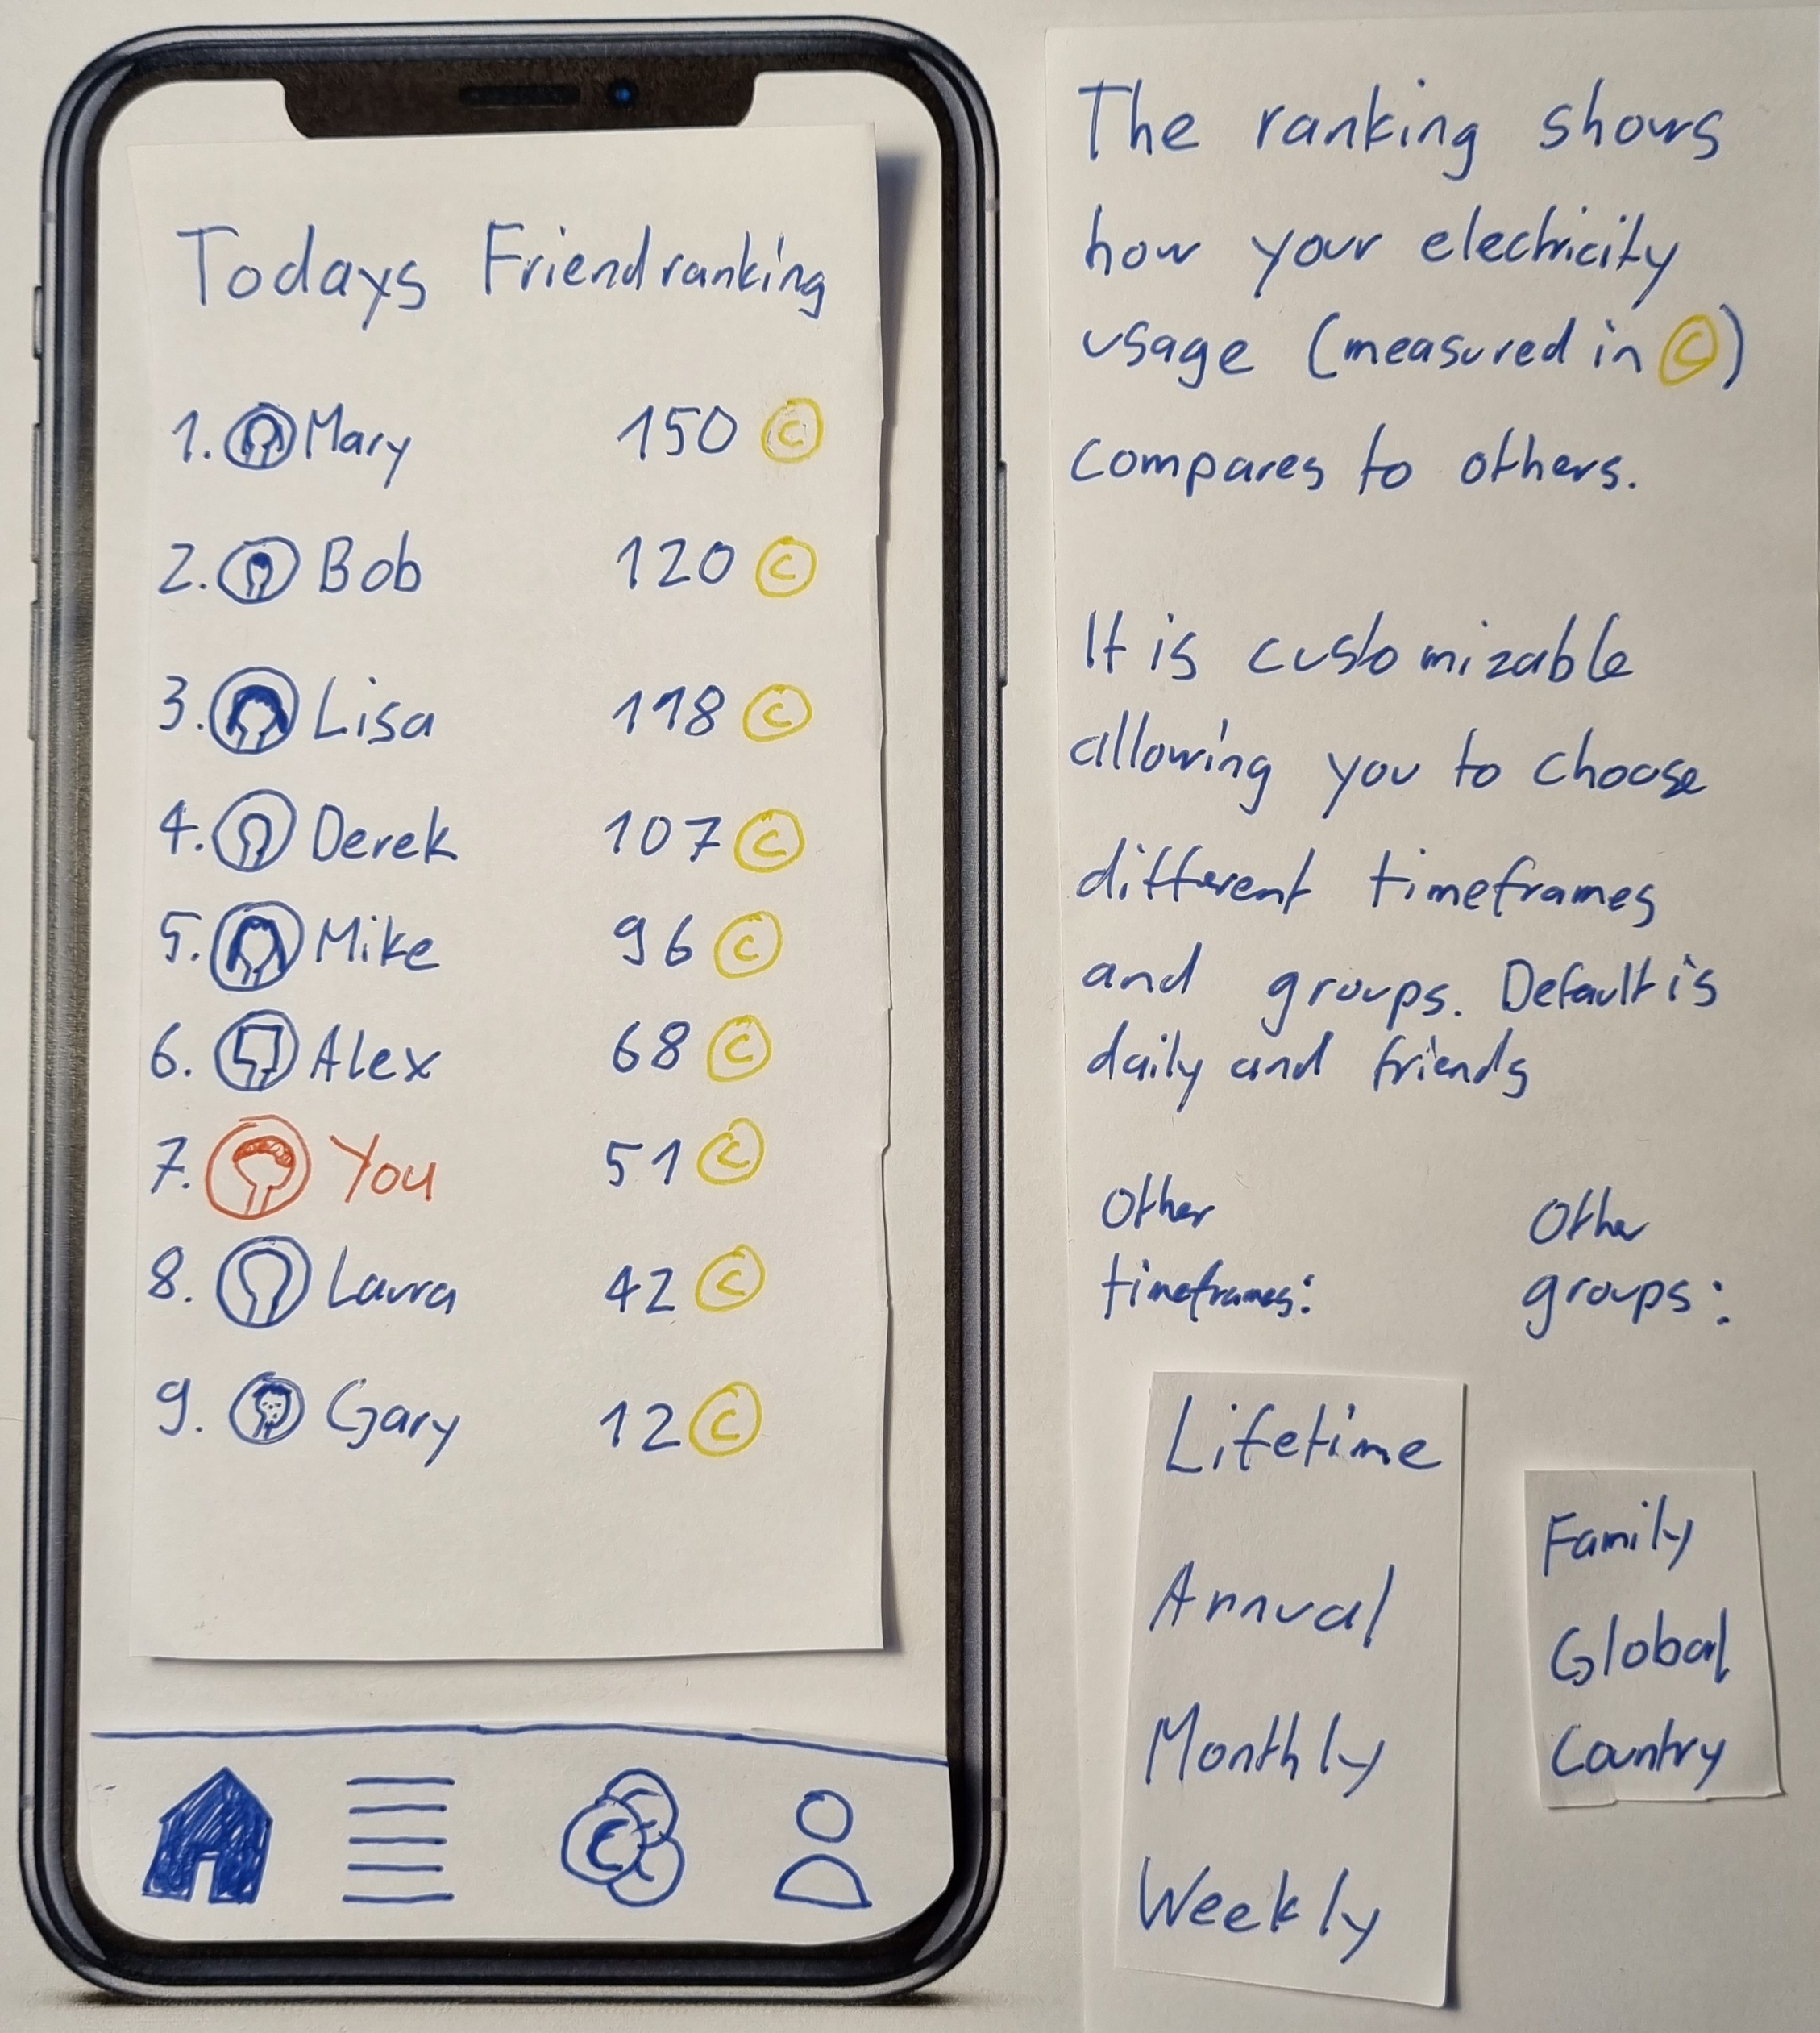 Todays Friendranking
1. Mary 150 C
2. Bob 120 C
3. Lisa 118 C
4. Derek 107 C
5. Mike 96 C
6. Alex 68 C
7. You 51 C
8. Laura 42 C
9. Gary 12 C
C
The ranking shows
how your electricity
usage (measured in C)
compares to others.
It is customizable
allowing you to choose
different timeframes
and groups. Default is
daily and friends
Other
timeframes:
Lifetime
Annual
Monthly
Weekly
Other
groups:
Family
Global
Country